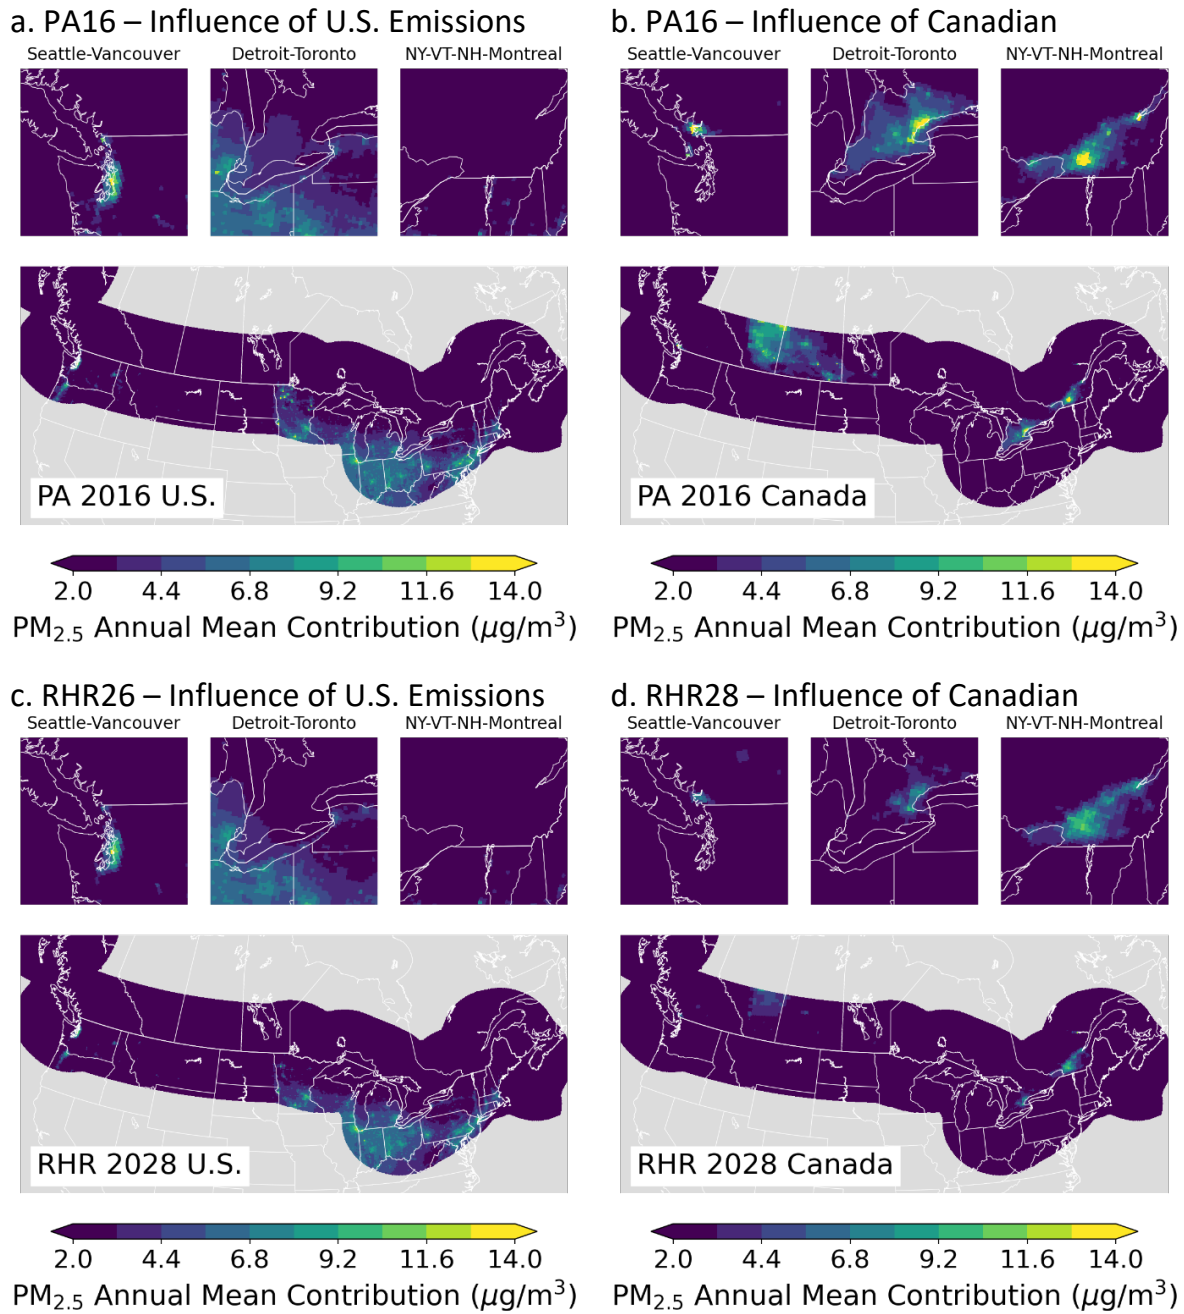 a. PA16 – Influence of U.S. Emissions
Seattle-Vancouver
Detroit-Toronto
NY-VT-NH-Montreal
PA 2016 U.S.
2.0 4.4 6.8 9.2 11.6 14.0
PM2.5 Annual Mean Contribution (μg/m3)
b. PA16 – Influence of Canadian
Seattle-Vancouver
Detroit-Toronto
NY-VT-NH-Montreal
PA 2016 Canada
2.0 4.4 6.8 9.2 11.6 14.0
PM2.5 Annual Mean Contribution (μg/m3)
c. RHR26 – Influence of U.S. Emissions
Seattle-Vancouver
Detroit-Toronto
NY-VT-NH-Montreal
RHR 2028 U.S.
2.0 4.4 6.8 9.2 11.6 14.0
PM2.5 Annual Mean Contribution (μg/m3)
d. RHR28 – Influence of Canadian
Seattle-Vancouver
Detroit-Toronto
NY-VT-NH-Montreal
RHR 2028 Canada
2.0 4.4 6.8 9.2 11.6 14.0
PM2.5 Annual Mean Contribution (μg/m3)